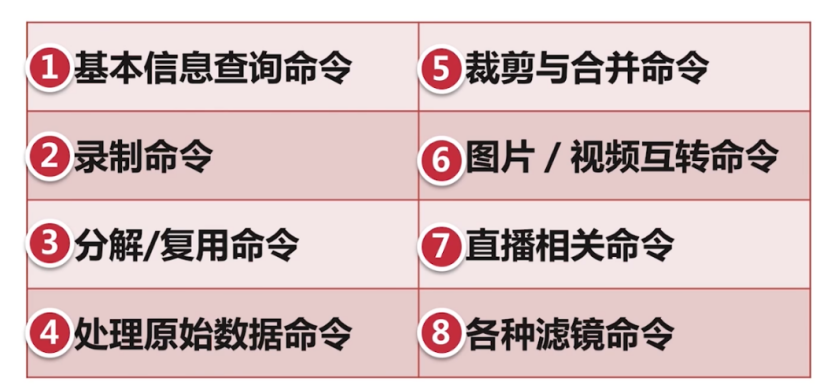 1 基本信息查询命令
5 裁剪与合并命令
2 录制命令
6 图片 / 视频互转命令
3 分解/复用命令
7 直播相关命令
4 处理原始数据命令
8 各种滤镜命令